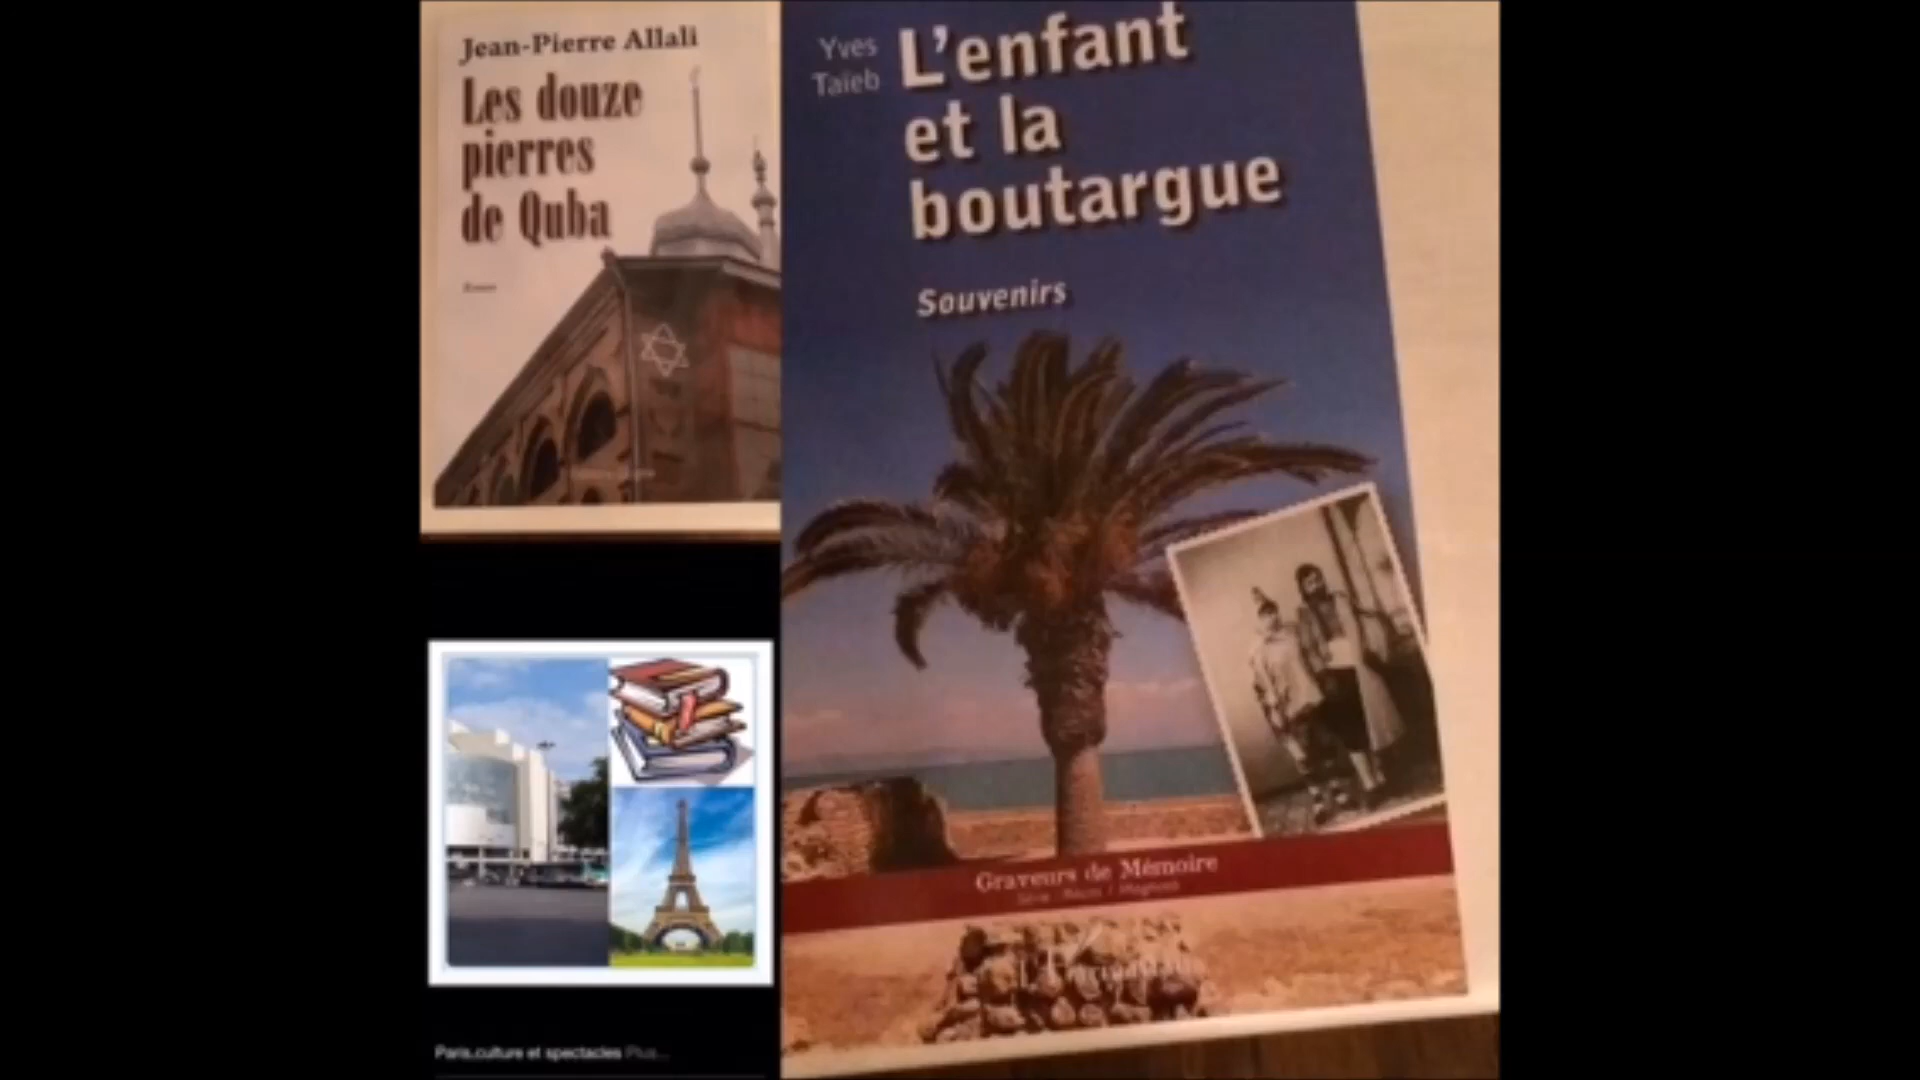 Jean-Pierre Allali
Les douze
pierres
de Quba
Roman
Yves
Taïeb
L'enfant
et la
boutargue
Souvenirs
Graveurs de Mémoire
Paris,culture et spectacles Plus...